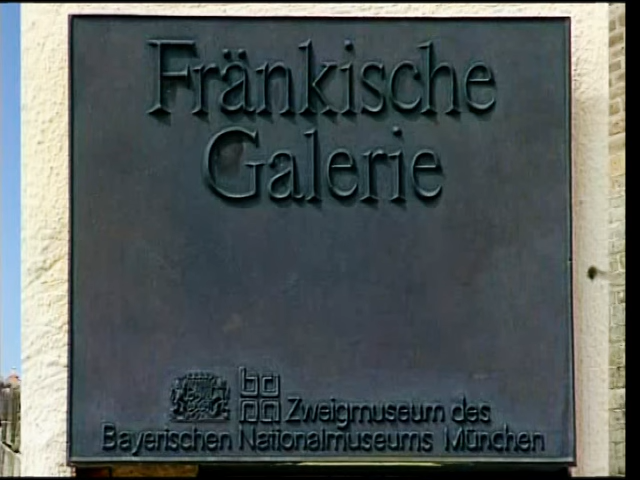 Fränkische
Galerie
Zweigmuseum des
Bayerischen Nationalmuseums München